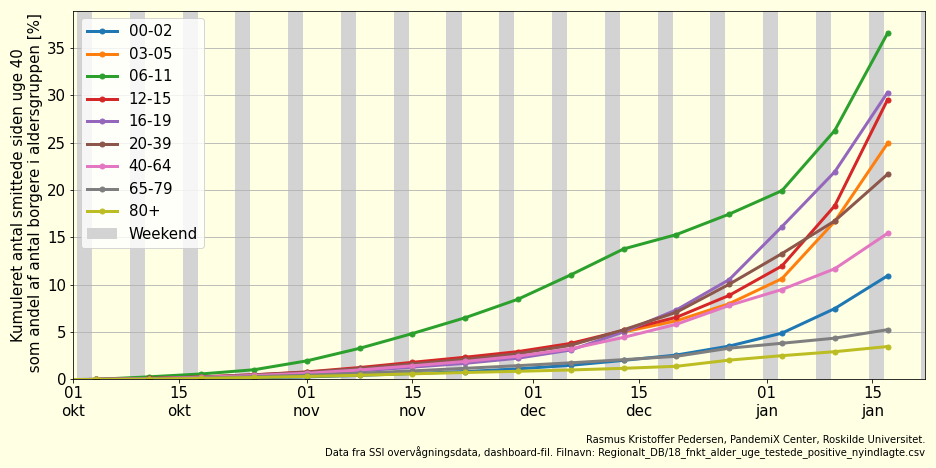 Kumuleret antal smittede siden uge 40
som andel af antal borgere i aldersgruppen [%]
35
30
25
20
15
10
5
0
00-02
03-05
06-11
12-15
16-19
20-39
40-64
65-79
80+
Weekend
01 15 01 15 01 15 01 15
okt okt nov nov dec dec jan jan
Rasmus Kristoffer Pedersen, PandemiX Center, Roskilde Universitet.
Data fra SSI overvågningsdata, dashboard-fil. Filnavn: Regionalt_DB/18_fnkt_alder_uge_testede_positive_nyindlagte.csv